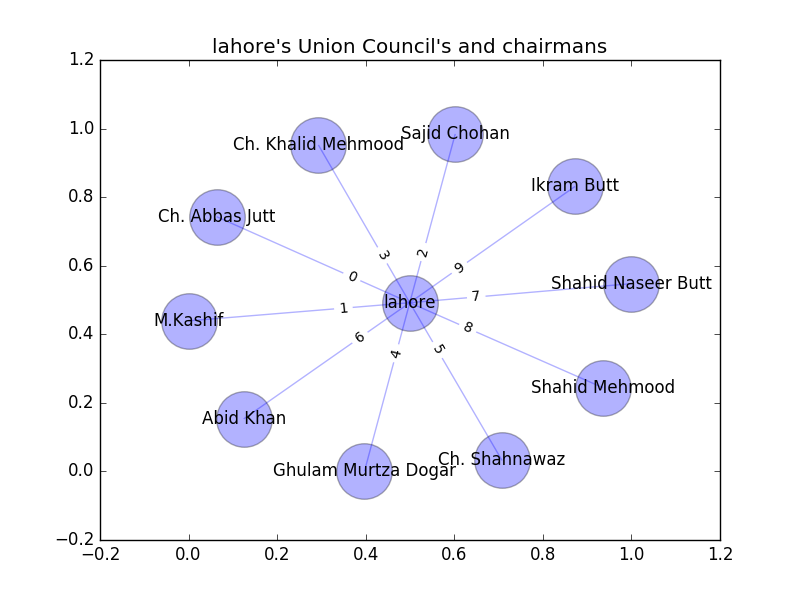 lahore's Union Council's and chairmans
1.2
1.0
0.8
0.6
0.4
0.2
0.0
−0.2
Sajid Chohan
Ch. Khalid Mehmood
Ikram Butt
Ch. Abbas Jutt
3
2
9
0
Shahid Naseer Butt
7
lahore
1
M.Kashif
8
6
5
4
Shahid Mehmood
Abid Khan
Ch. Shahnawaz
Ghulam Murtza Dogar
−0.2 0.0 0.2 0.4 0.6 0.8 1.0 1.2